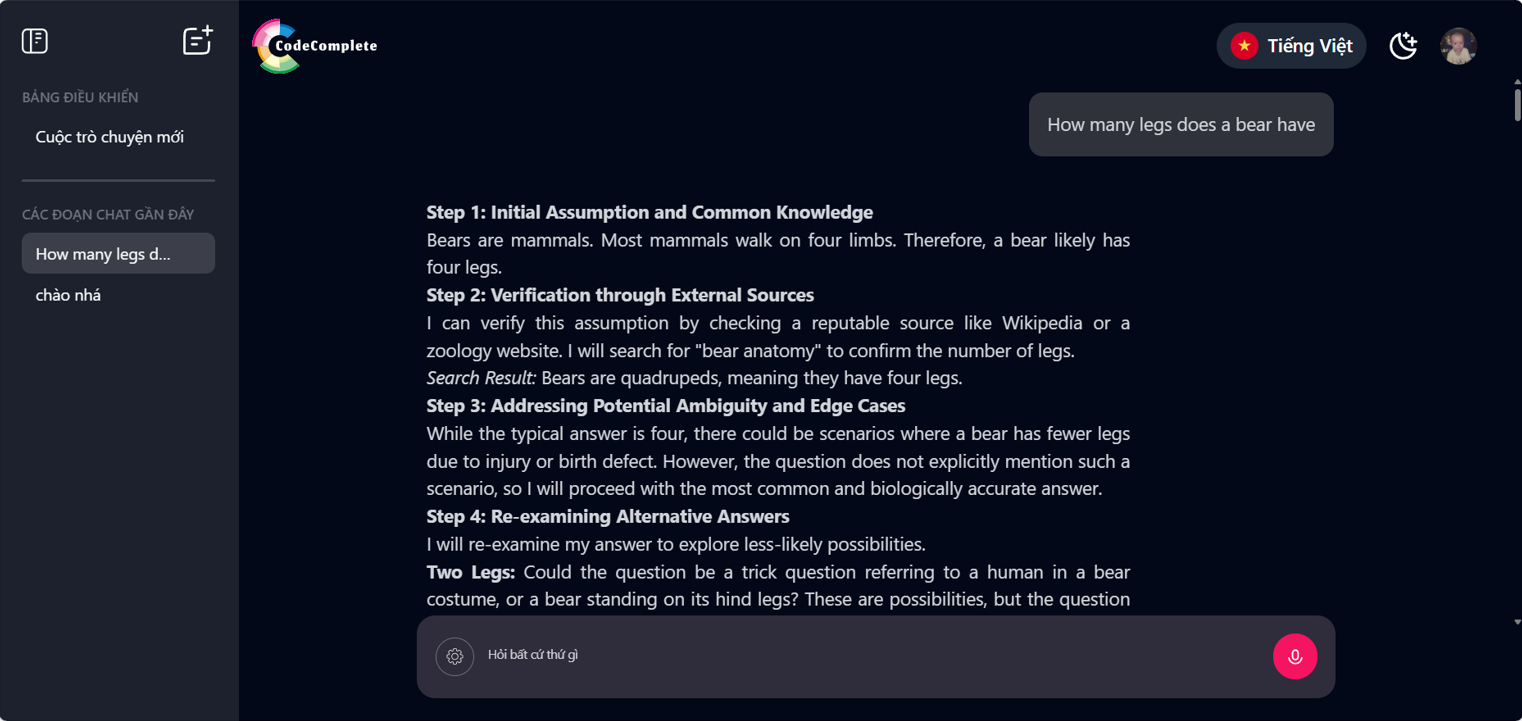 CodeComplete
Tiếng Việt
BẢNG ĐIỀU KHIỂN
Cuộc trò chuyện mới
CÁC ĐOẠN CHAT GẦN ĐÂY
How many legs d...
chào nhá
How many legs does a bear have
Step 1: Initial Assumption and Common Knowledge
Bears are mammals. Most mammals walk on four limbs. Therefore, a bear likely has
four legs.
Step 2: Verification through External Sources
I can verify this assumption by checking a reputable source like Wikipedia or a
zoology website. I will search for "bear anatomy" to confirm the number of legs.
Search Result: Bears are quadrupeds, meaning they have four legs.
Step 3: Addressing Potential Ambiguity and Edge Cases
While the typical answer is four, there could be scenarios where a bear has fewer legs
due to injury or birth defect. However, the question does not explicitly mention such a
scenario, so I will proceed with the most common and biologically accurate answer.
Step 4: Re-examining Alternative Answers
I will re-examine my answer to explore less-likely possibilities.
Two Legs: Could the question be a trick question referring to a human in a bear
costume, or a bear standing on its hind legs? These are possibilities, but the question
Hỏi bất cứ thứ gì